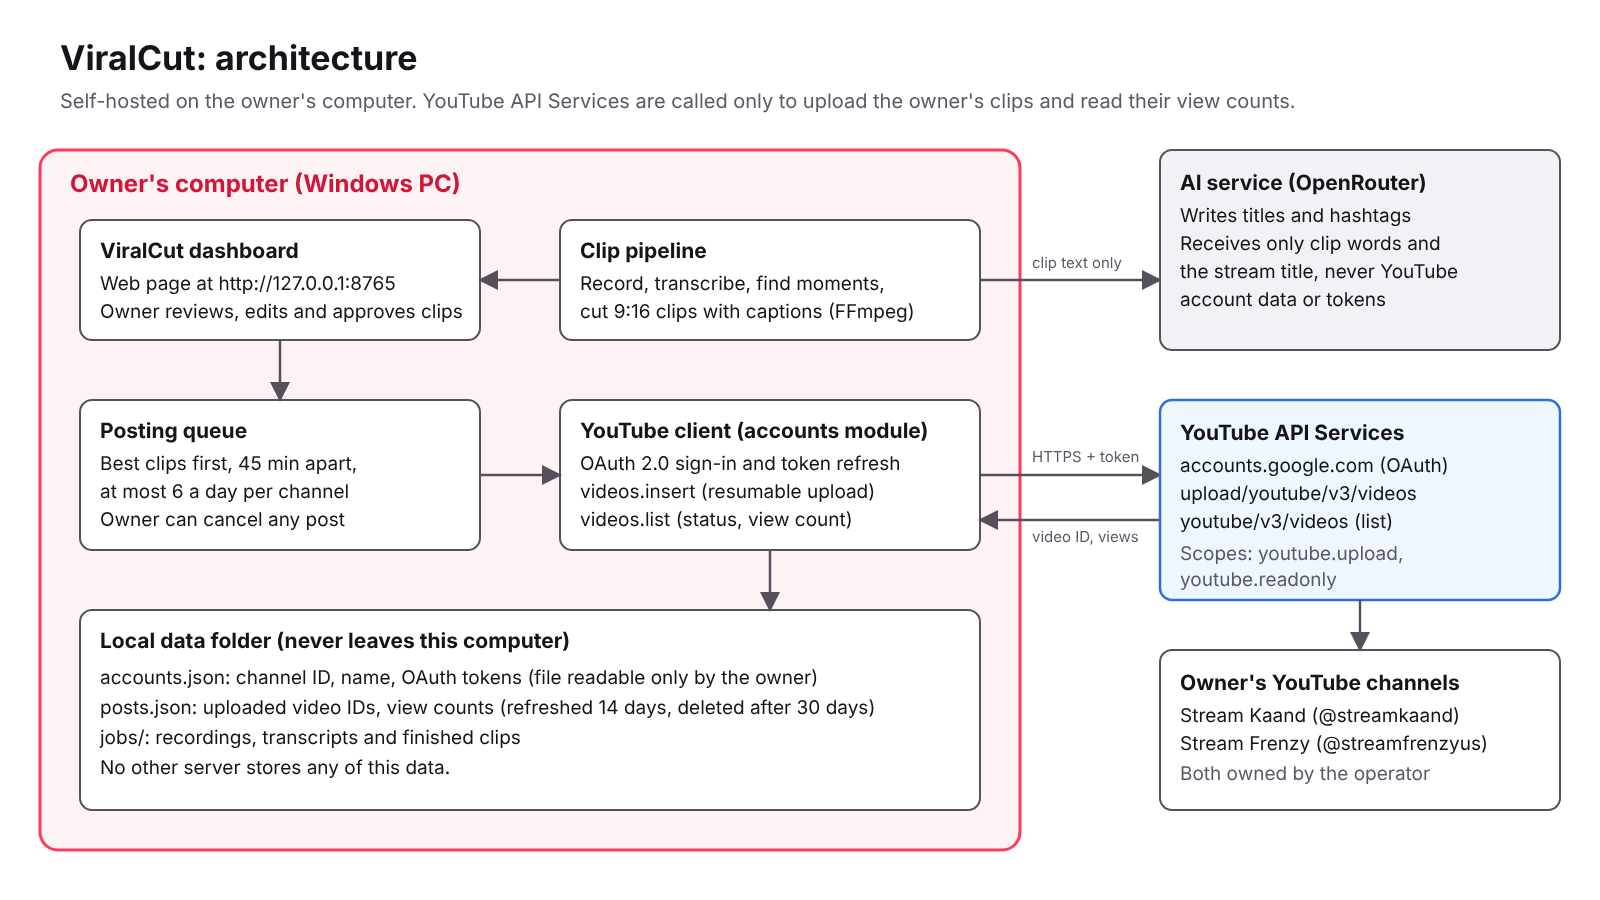 ViralCut: architecture
Self-hosted on the owner's computer. YouTube API Services are called only to upload the owner's clips and read their view counts.
Owner's computer (Windows PC)
ViralCut dashboard
Web page at http://127.0.0.1:8765
Owner reviews, edits and approves clips
Clip pipeline
Record, transcribe, find moments,
cut 9:16 clips with captions (FFmpeg)
clip text only
AI service (OpenRouter)
Writes titles and hashtags
Receives only clip words and
the stream title, never YouTube
account data or tokens
Posting queue
Best clips first, 45 min apart,
at most 6 a day per channel
Owner can cancel any post
YouTube client (accounts module)
OAuth 2.0 sign-in and token refresh
videos.insert (resumable upload)
videos.list (status, view count)
HTTPS + token
video ID, views
YouTube API Services
accounts.google.com (OAuth)
upload/youtube/v3/videos
youtube/v3/videos (list)
Scopes: youtube.upload,
youtube.readonly
Local data folder (never leaves this computer)
accounts.json: channel ID, name, OAuth tokens (file readable only by the owner)
posts.json: uploaded video IDs, view counts (refreshed 14 days, deleted after 30 days)
jobs/: recordings, transcripts and finished clips
No other server stores any of this data.
Owner's YouTube channels
Stream Kaand (@streamkaand)
Stream Frenzy (@streamfrenzyus)
Both owned by the operator